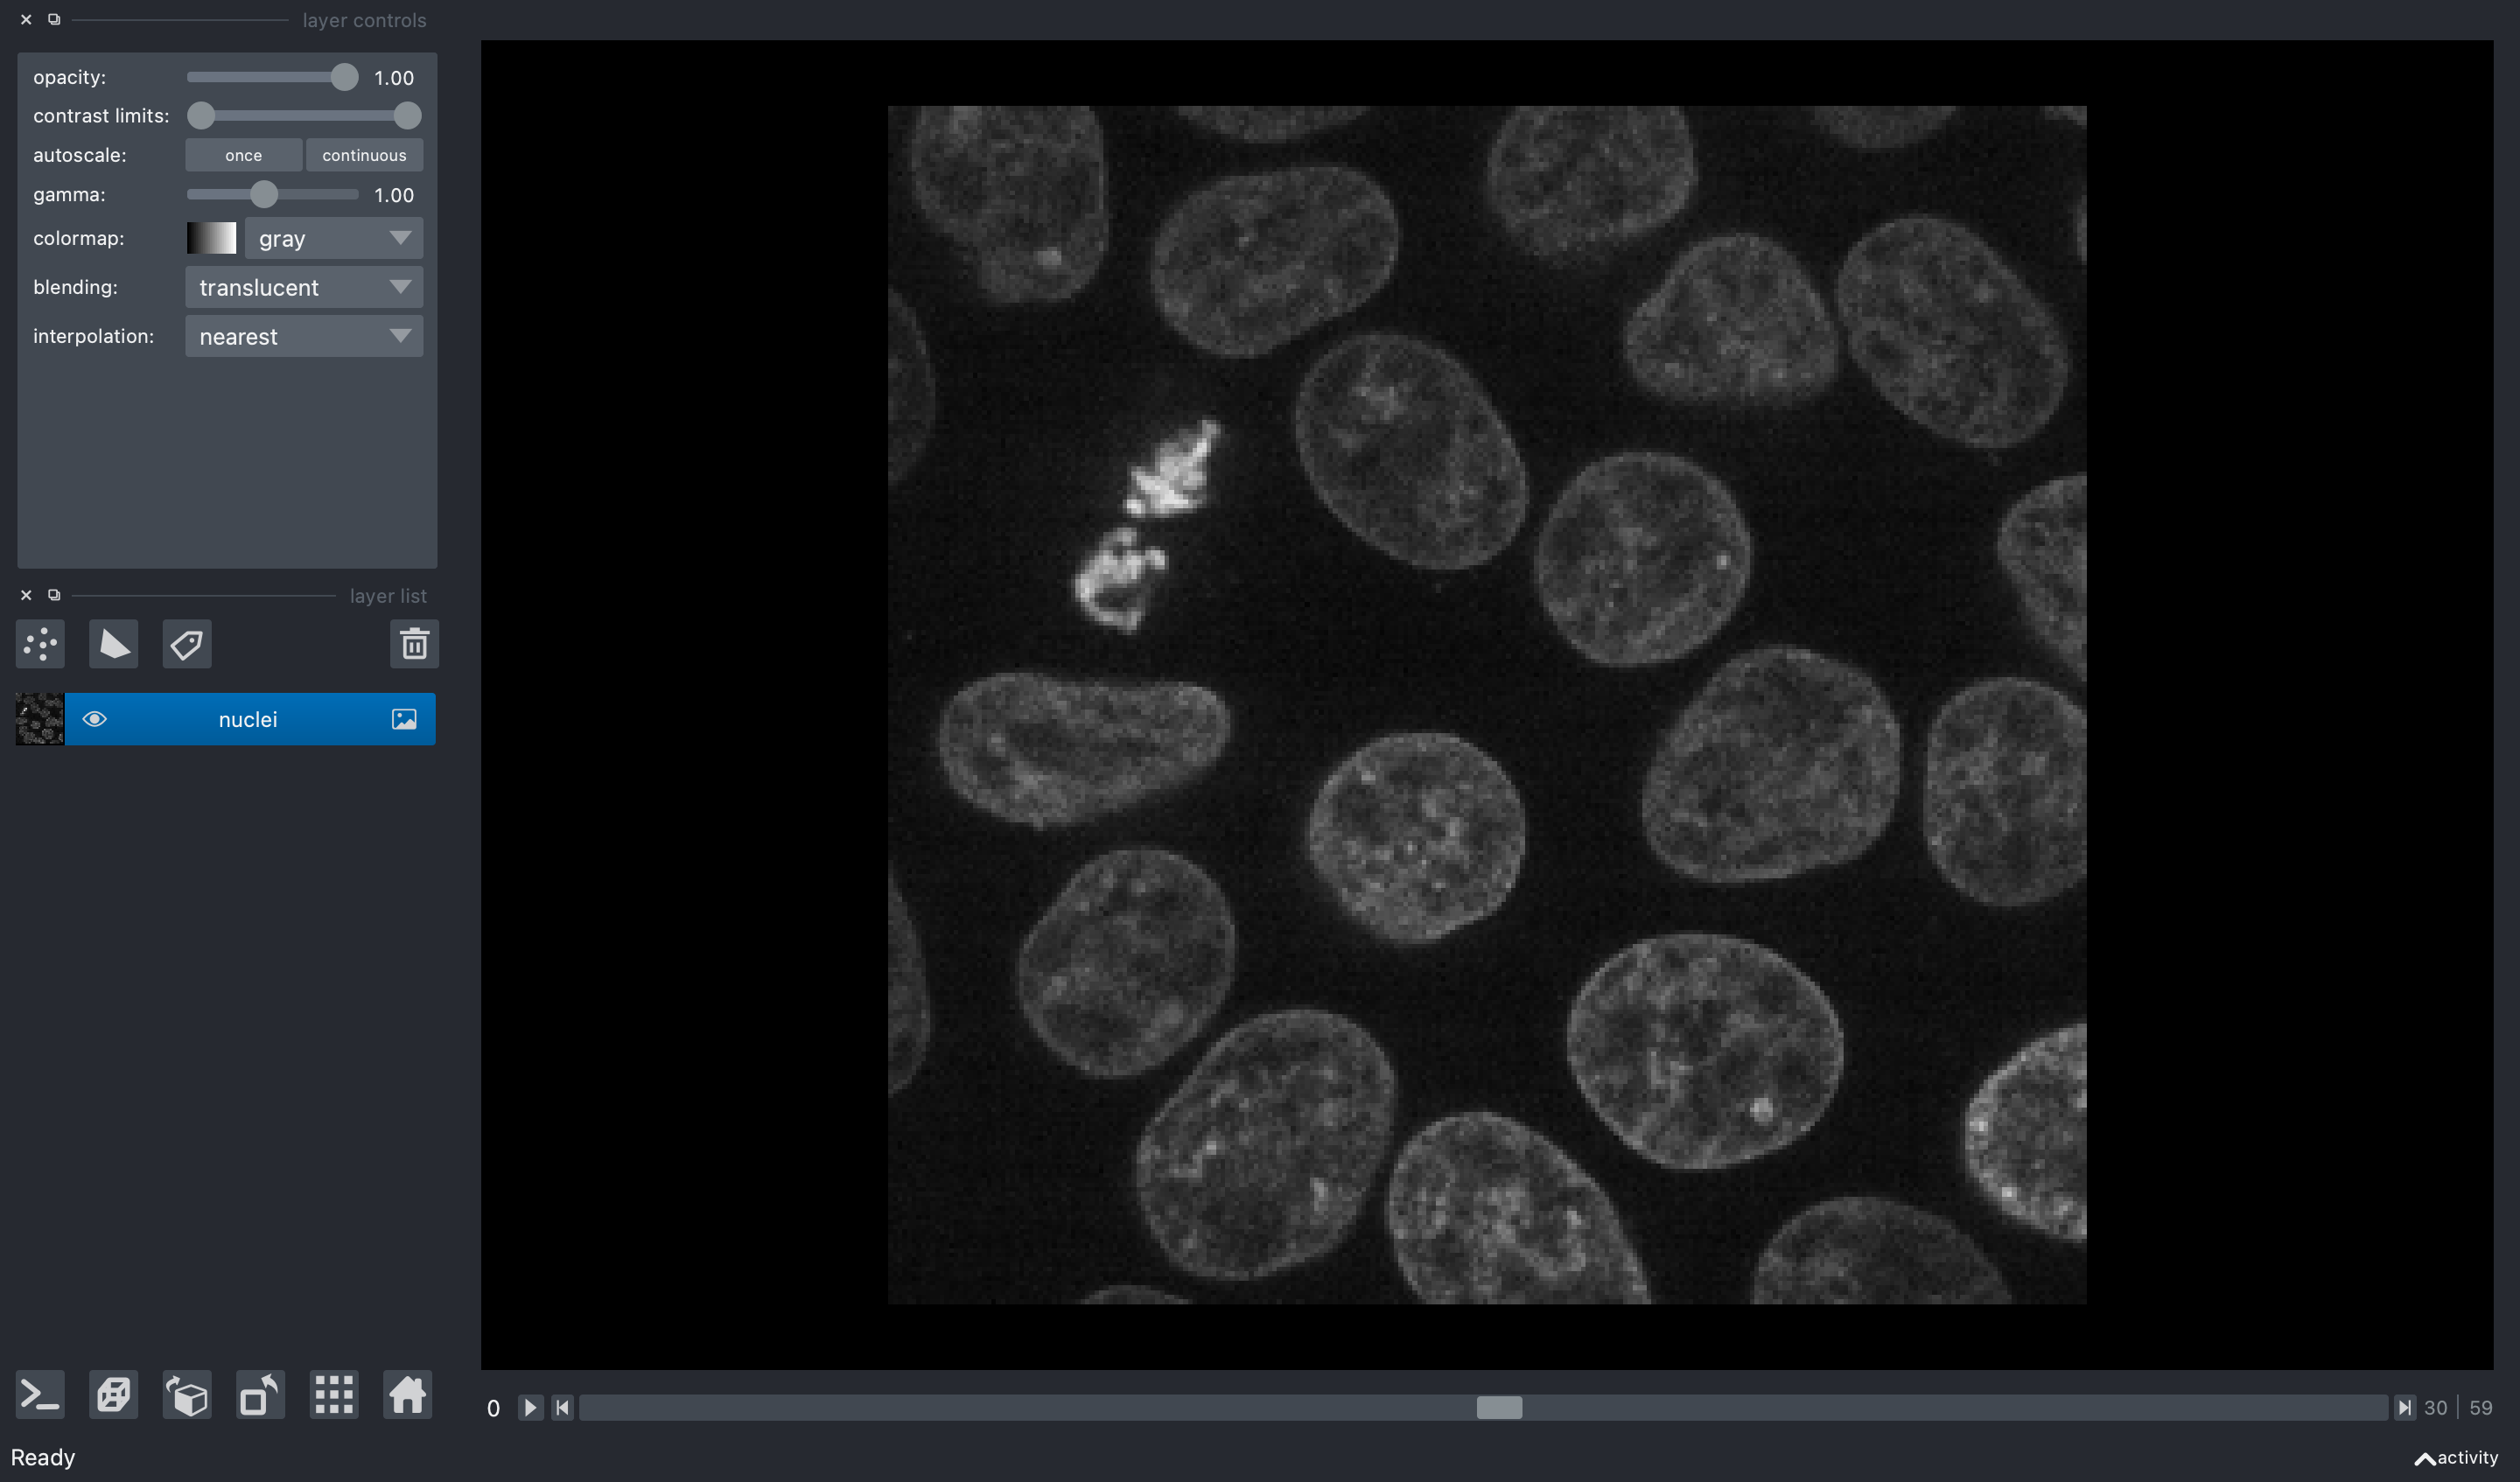 layer controls
opacity: 1.00
contrast limits:
autoscale: once continuous
gamma: 1.00
colormap: gray
blending: translucent
interpolation: nearest
layer list
nuclei
0 30 59
Ready activity